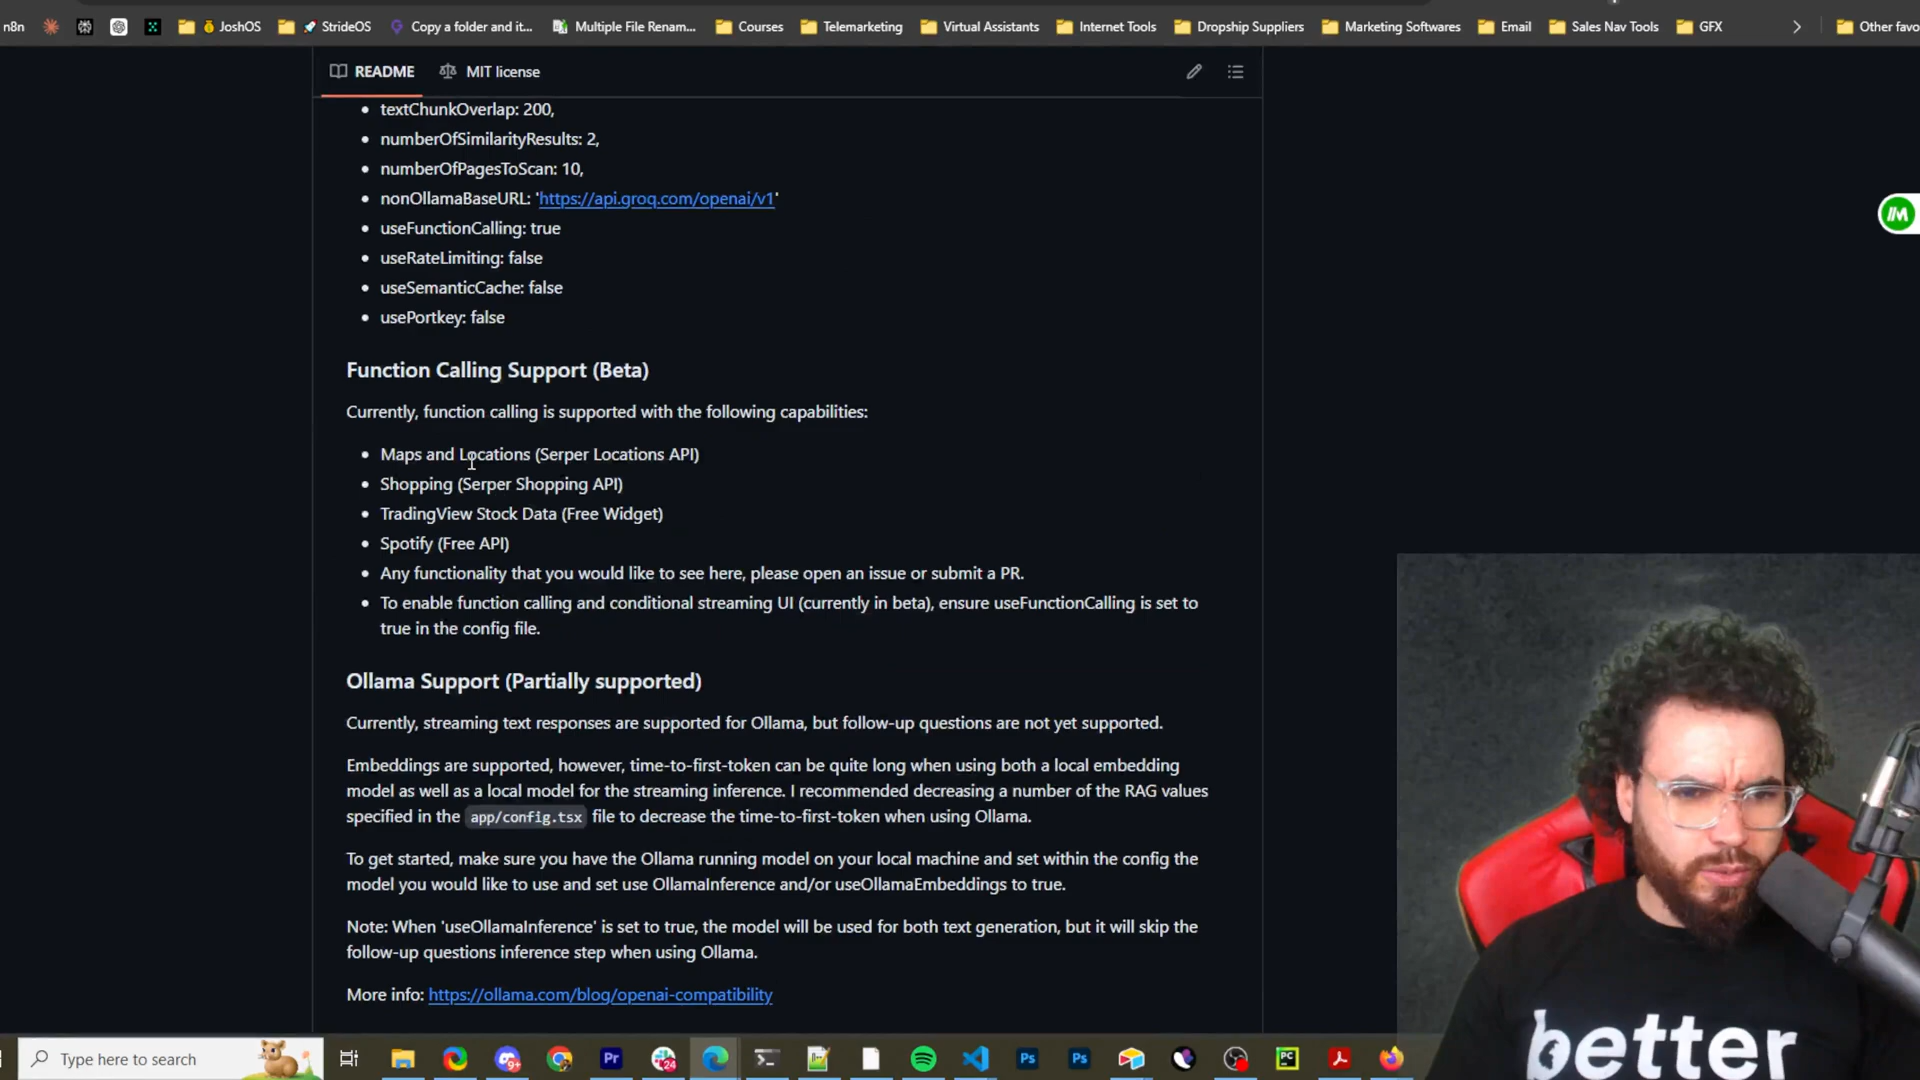 n8n JoshOS StrideOS Copy a folder and it... Multiple File Renam... Courses Telemarketing Virtual Assistants Internet Tools Dropship Suppliers Marketing Softwares Email Sales Nav Tools GFX Other favo
README MIT license
textChunkOverlap: 200,
numberOfSimilarityResults: 2,
numberOfPagesToScan: 10,
nonOllamaBaseURL: 'https://api.groq.com/openai/v1'
useFunctionCalling: true
useRateLimiting: false
useSemanticCache: false
usePortkey: false
Function Calling Support (Beta)
Currently, function calling is supported with the following capabilities:
Maps and Locations (Serper Locations API)
Shopping (Serper Shopping API)
TradingView Stock Data (Free Widget)
Spotify (Free API)
Any functionality that you would like to see here, please open an issue or submit a PR.
To enable function calling and conditional streaming UI (currently in beta), ensure useFunctionCalling is set to
true in the config file.
Ollama Support (Partially supported)
Currently, streaming text responses are supported for Ollama, but follow-up questions are not yet supported.
Embeddings are supported, however, time-to-first-token can be quite long when using both a local embedding
model as well as a local model for the streaming inference. I recommended decreasing a number of the RAG values
specified in the app/config.tsx file to decrease the time-to-first-token when using Ollama.
To get started, make sure you have the Ollama running model on your local machine and set within the config the
model you would like to use and set use OllamaInference and/or useOllamaEmbeddings to true.
Note: When 'useOllamaInference' is set to true, the model will be used for both text generation, but it will skip the
follow-up questions inference step when using Ollama.
More info: https://ollama.com/blog/openai-compatibility
better
Type here to search
Pr
24
Ps
Ps
PC